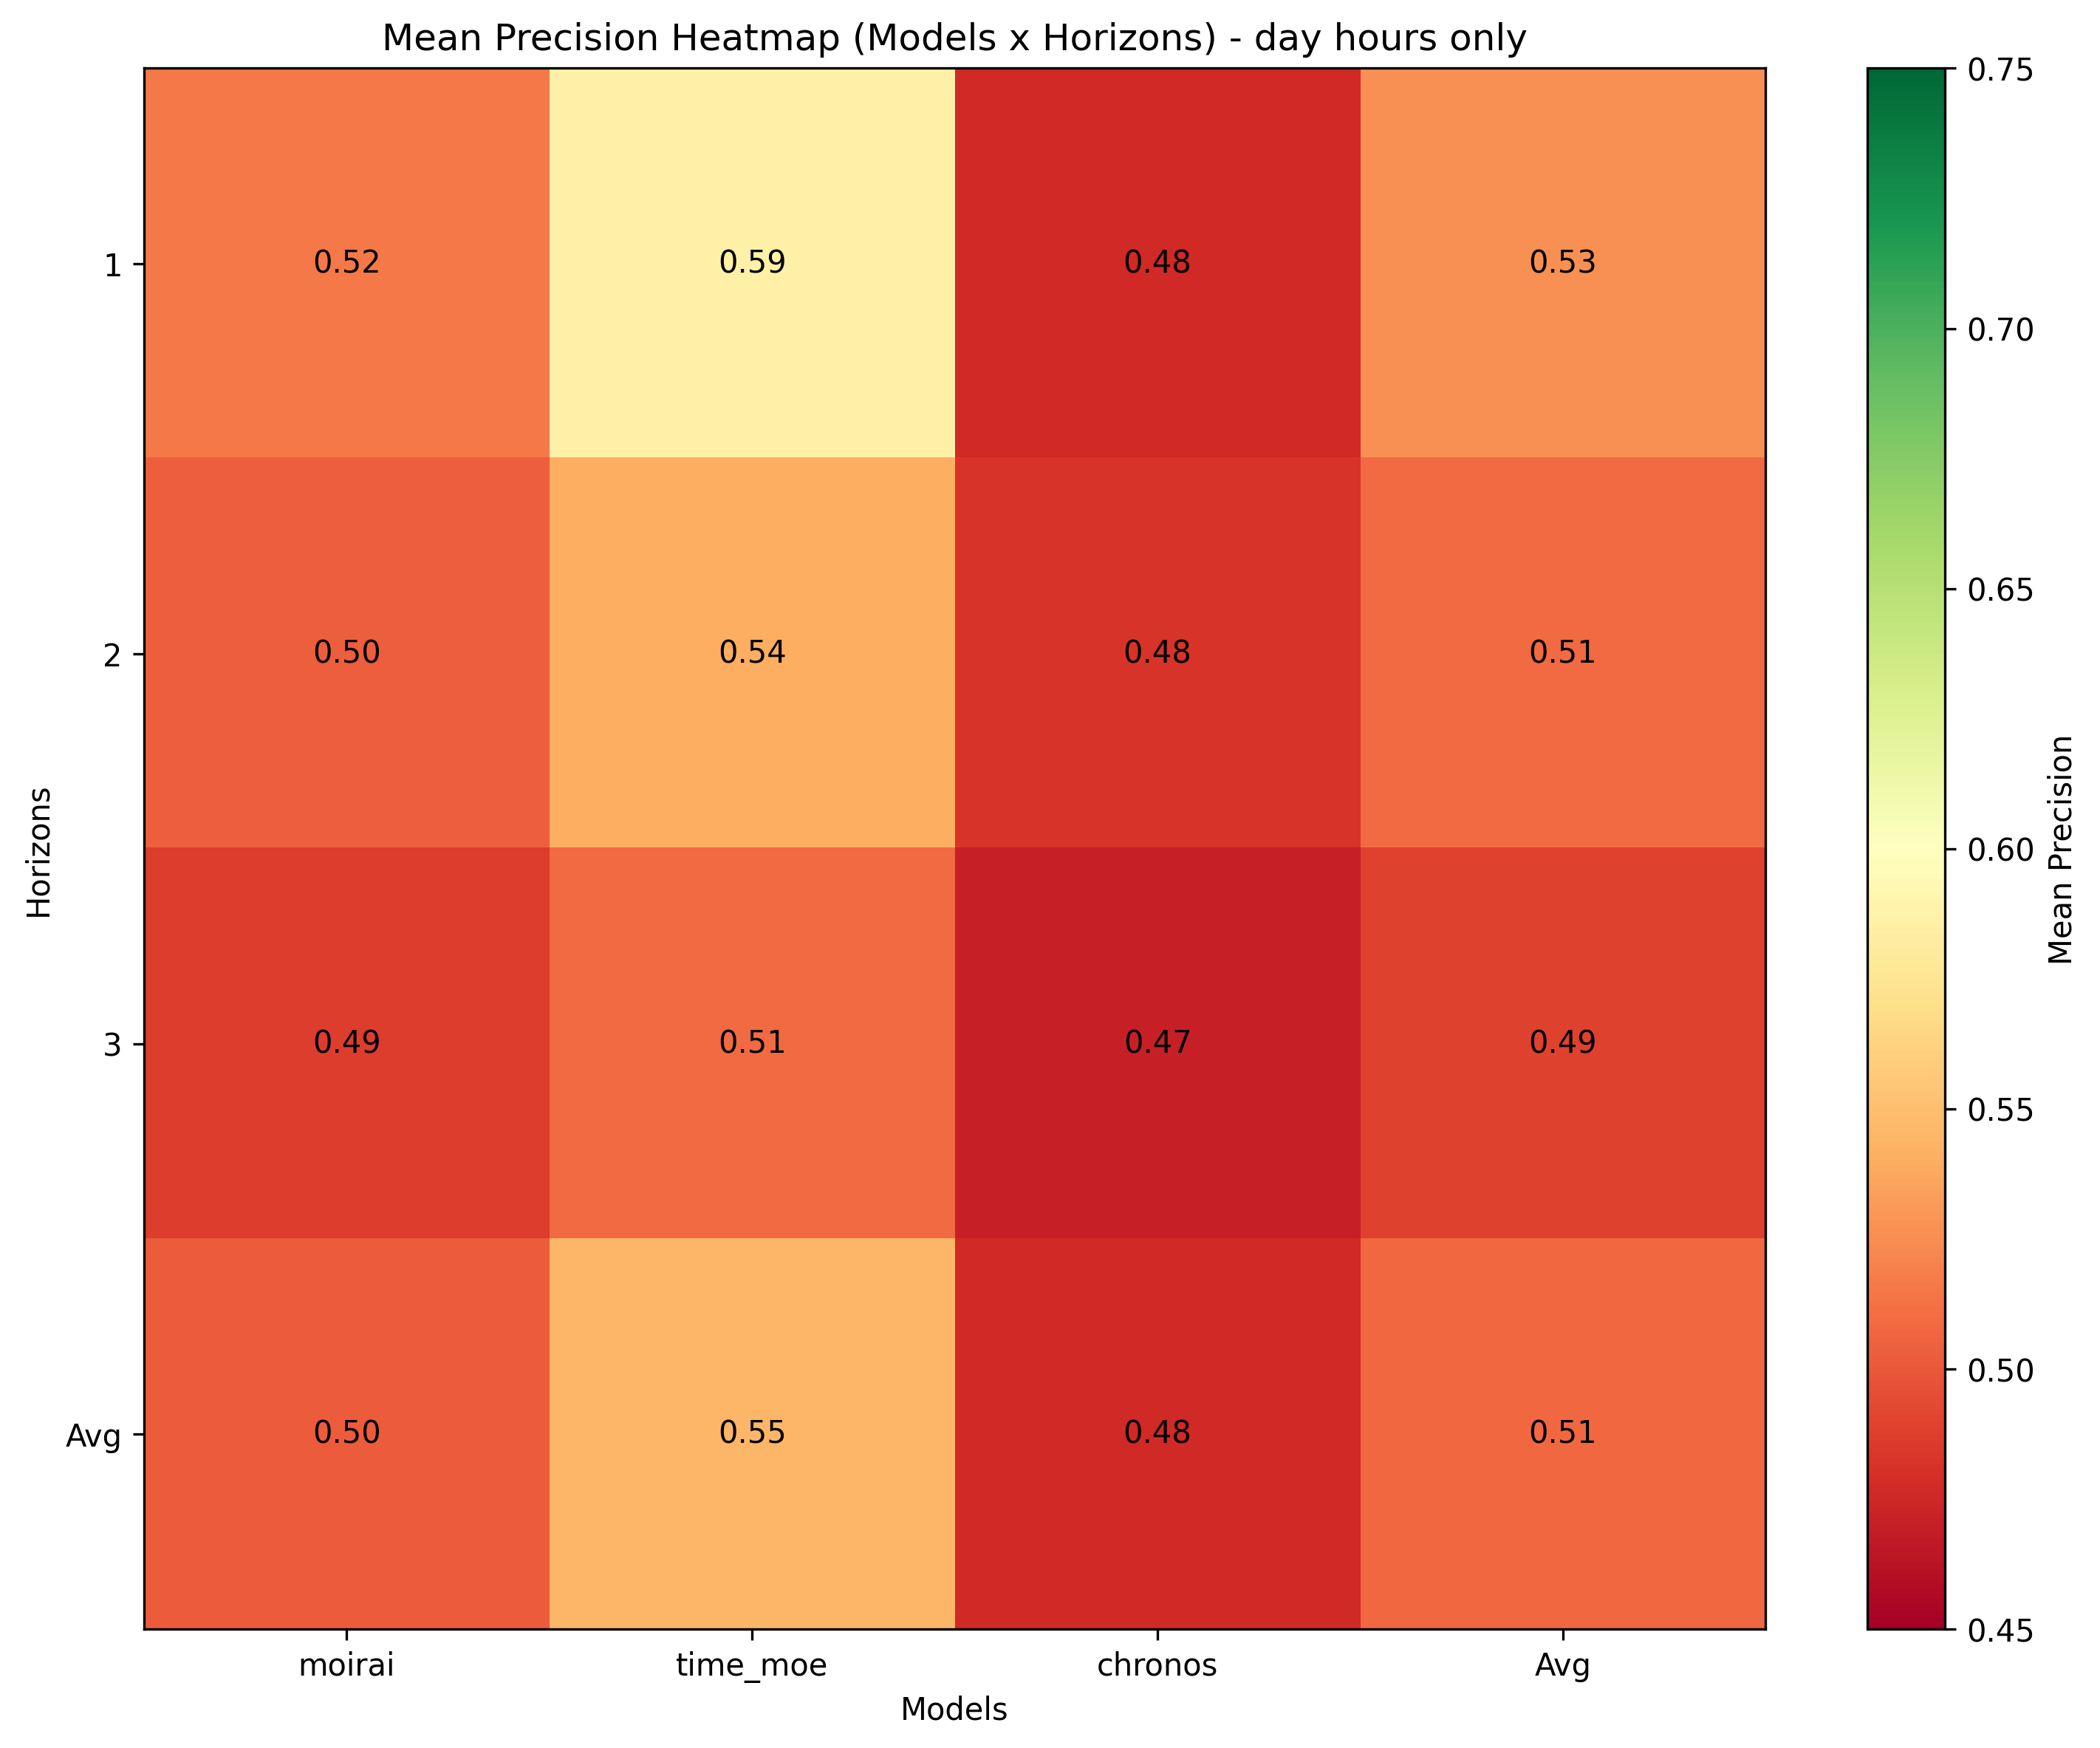 Mean Precision Heatmap (Models x Horizons) - day hours only
Horizons
1 0.52 0.59 0.48 0.53
2 0.50 0.54 0.48 0.51
3 0.49 0.51 0.47 0.49
Avg 0.50 0.55 0.48 0.51
moirai time_moe chronos Avg
Models
0.75
0.70
0.65
0.60
0.55
0.50
0.45
Mean Precision